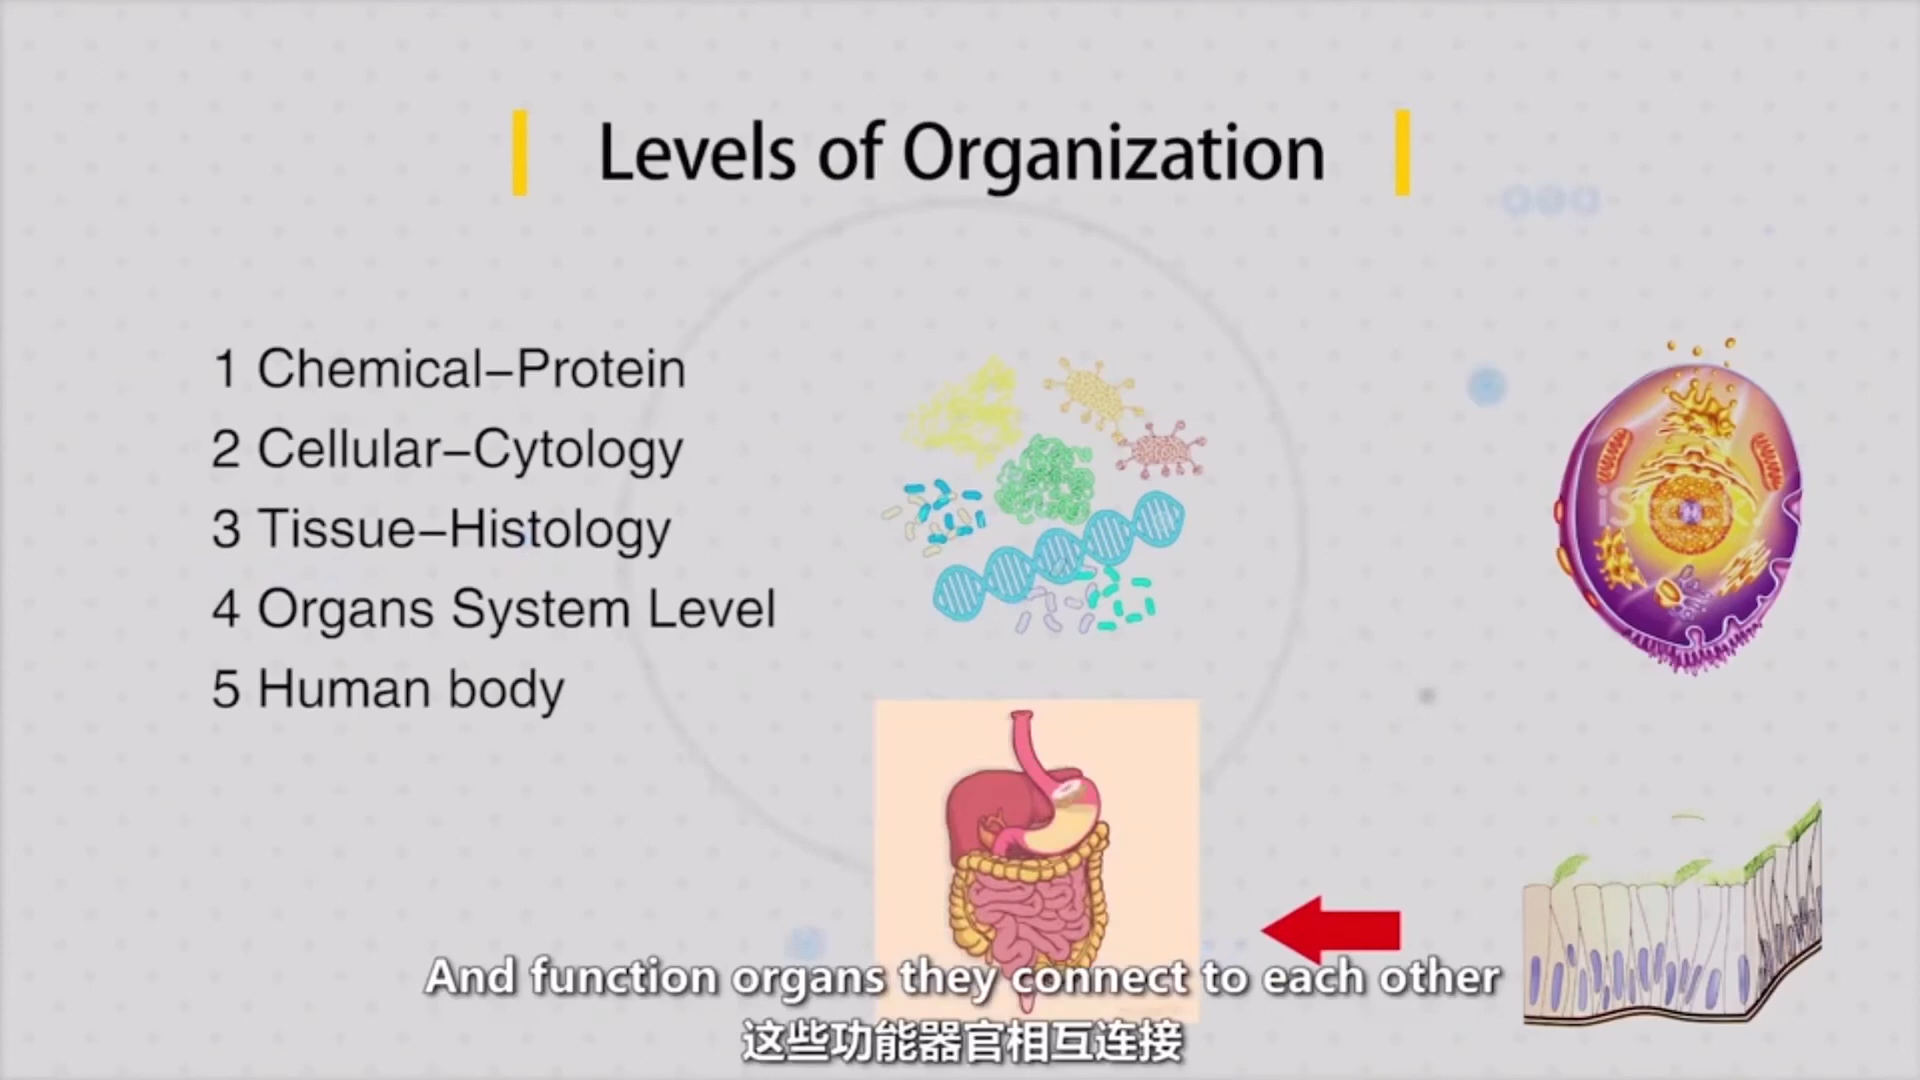 Levels of Organization
1 Chemical–Protein
2 Cellular–Cytology
3 Tissue–Histology
4 Organs System Level
5 Human body
iStock
And function organs they connect to each other
这些功能器官相互连接